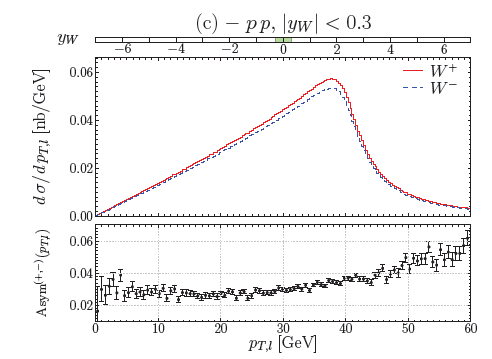 (c) − p p, |y_W| < 0.3
y_W
−6 −4 −2 0 2 4 6
W⁺
W⁻
dσ/dp_{T,l} [nb/GeV]
0.06
0.04
0.02
0.00
Asym^{(+,−)}(p_{T,l})
0.06
0.04
0.02
0 10 20 30 40 50 60
p_{T,l} [GeV]